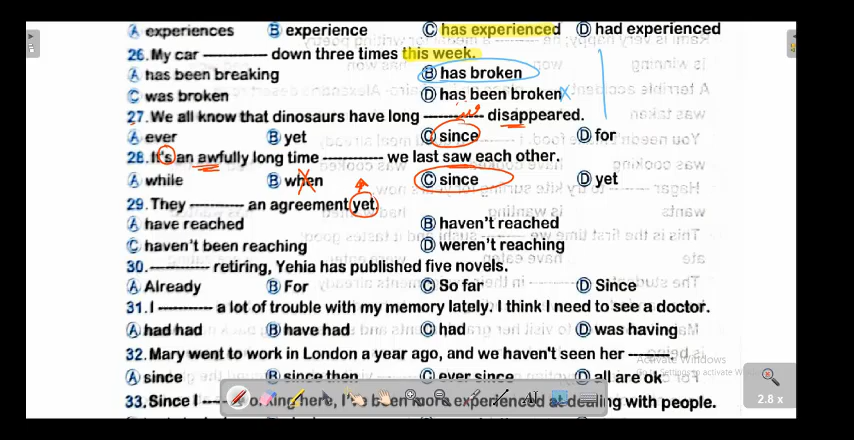 A experiences B experience C has experienced D had experienced
26. My car ---------- down three times this week.
A has been breaking B has broken
C was broken D has been broken
27. We all know that dinosaurs have long ---------- disappeared.
A ever B yet C since D for
28. It's an awfully long time ---------- we last saw each other.
A while B when C since D yet
29. They ---------- an agreement yet.
A have reached B haven't reached
C haven't been reaching D weren't reaching
30. ---------- retiring, Yehia has published five novels.
A Already B For C So far D Since
31. I ---------- a lot of trouble with my memory lately. I think I need to see a doctor.
A had had B have had C had D was having
32. Mary went to work in London a year ago, and we haven't seen her -------.
A since B since then C ever since D all are ok
Activate Windows
33. Since I ---- king here, I've been more experienced at dealing with people.
2.8 x